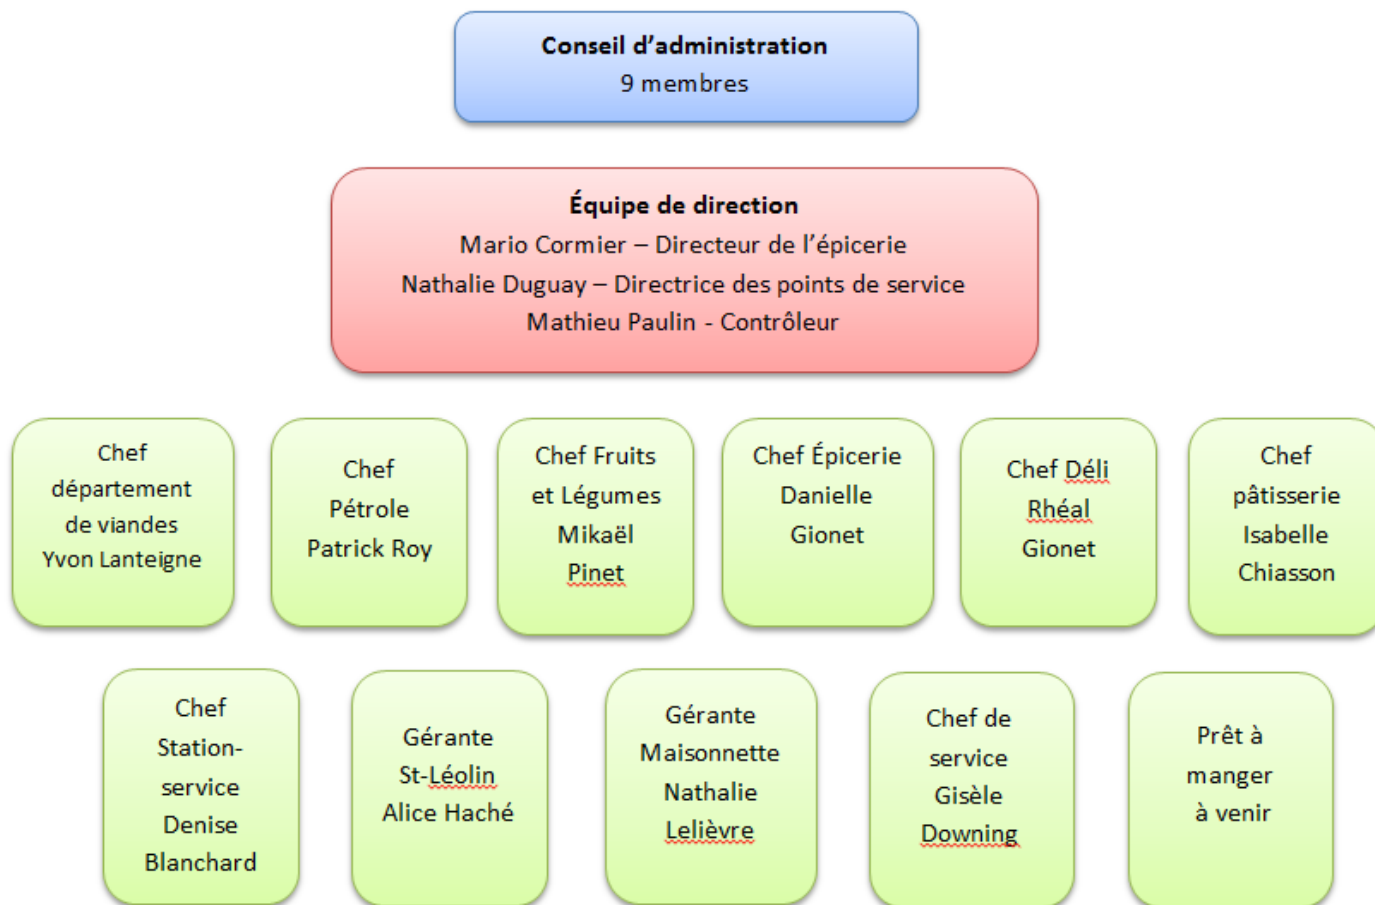 Conseil d’administration
9 membres
Équipe de direction
Mario Cormier – Directeur de l’épicerie
Nathalie Duguay – Directrice des points de service
Mathieu Paulin - Contrôleur
Chef
département
de viandes
Yvon Lanteigne
Chef
Pétrole
Patrick Roy
Chef Fruits
et Légumes
Mikaël
Pinet
Chef Épicerie
Danielle
Gionet
Chef Déli
Rhéal
Gionet
Chef
pâtisserie
Isabelle
Chiasson
Chef
Station-
service
Denise
Blanchard
Gérante
St-Léolin
Alice Haché
Gérante
Maisonnette
Nathalie
Lelièvre
Chef de
service
Gisèle
Downing
Prêt à
manger
à venir